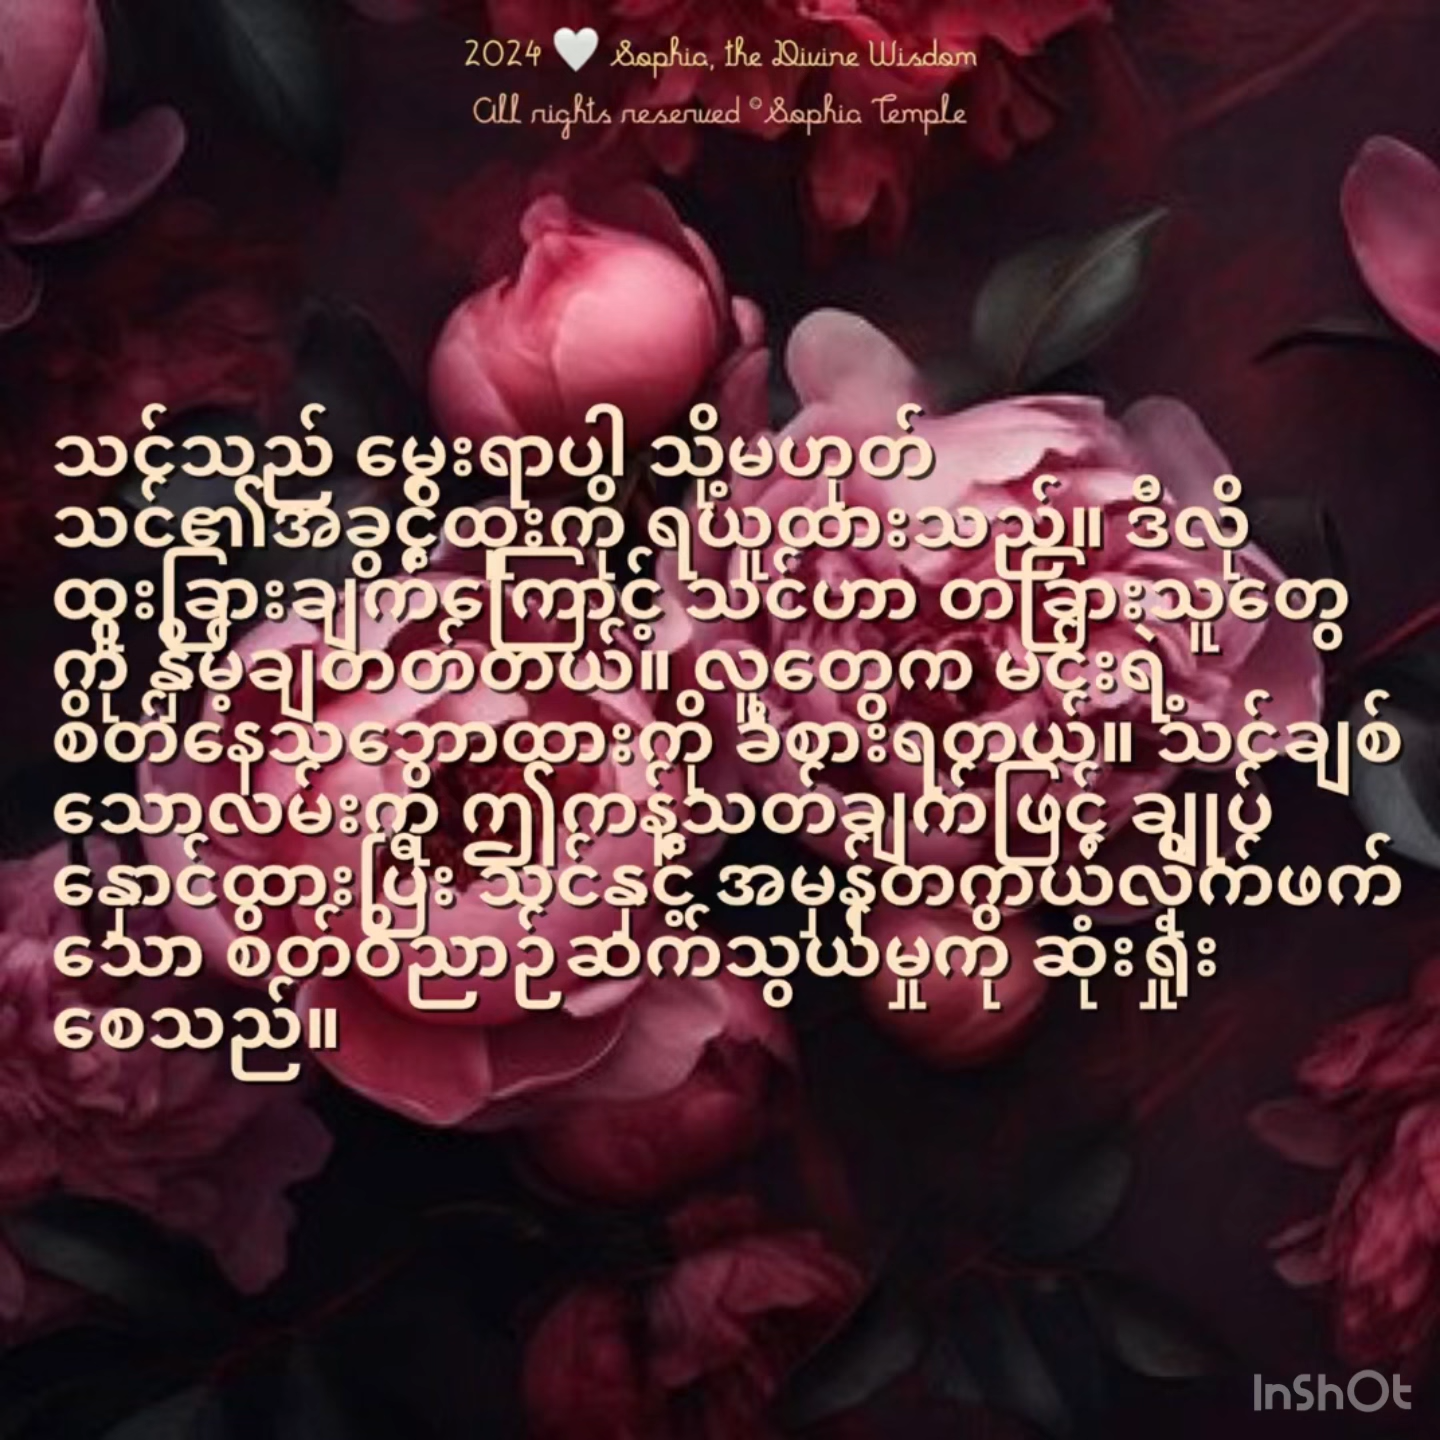 2024 🤍 Sophia, the Divine Wisdom
All rights reserved ©Sophia Temple
သင်သည် မွေးရာပါ သို့မဟုတ်
သင်၏အခွင့်ထူးကို ရယူထားသည်။ ဒီလို
ထူးခြားချက်ကြောင့် သင်ဟာ တခြားသူတွေ
ကို နှိမ့်ချတတ်တယ်။ လူတွေက မင်းရဲ့
စိတ်နေသဘောထားကို ခံစားရတယ်။ သင်ချစ်
သောလမ်းကို ဤကန့်သတ်ချက်ဖြင့် ချုပ်
နှောင်ထားပြီး သင်နှင့် အမှန်တကယ်လိုက်ဖက်
သော စိတ်ဝိညာဉ်ဆက်သွယ်မှုကို ဆုံးရှုံး
စေသည်။
InShOt